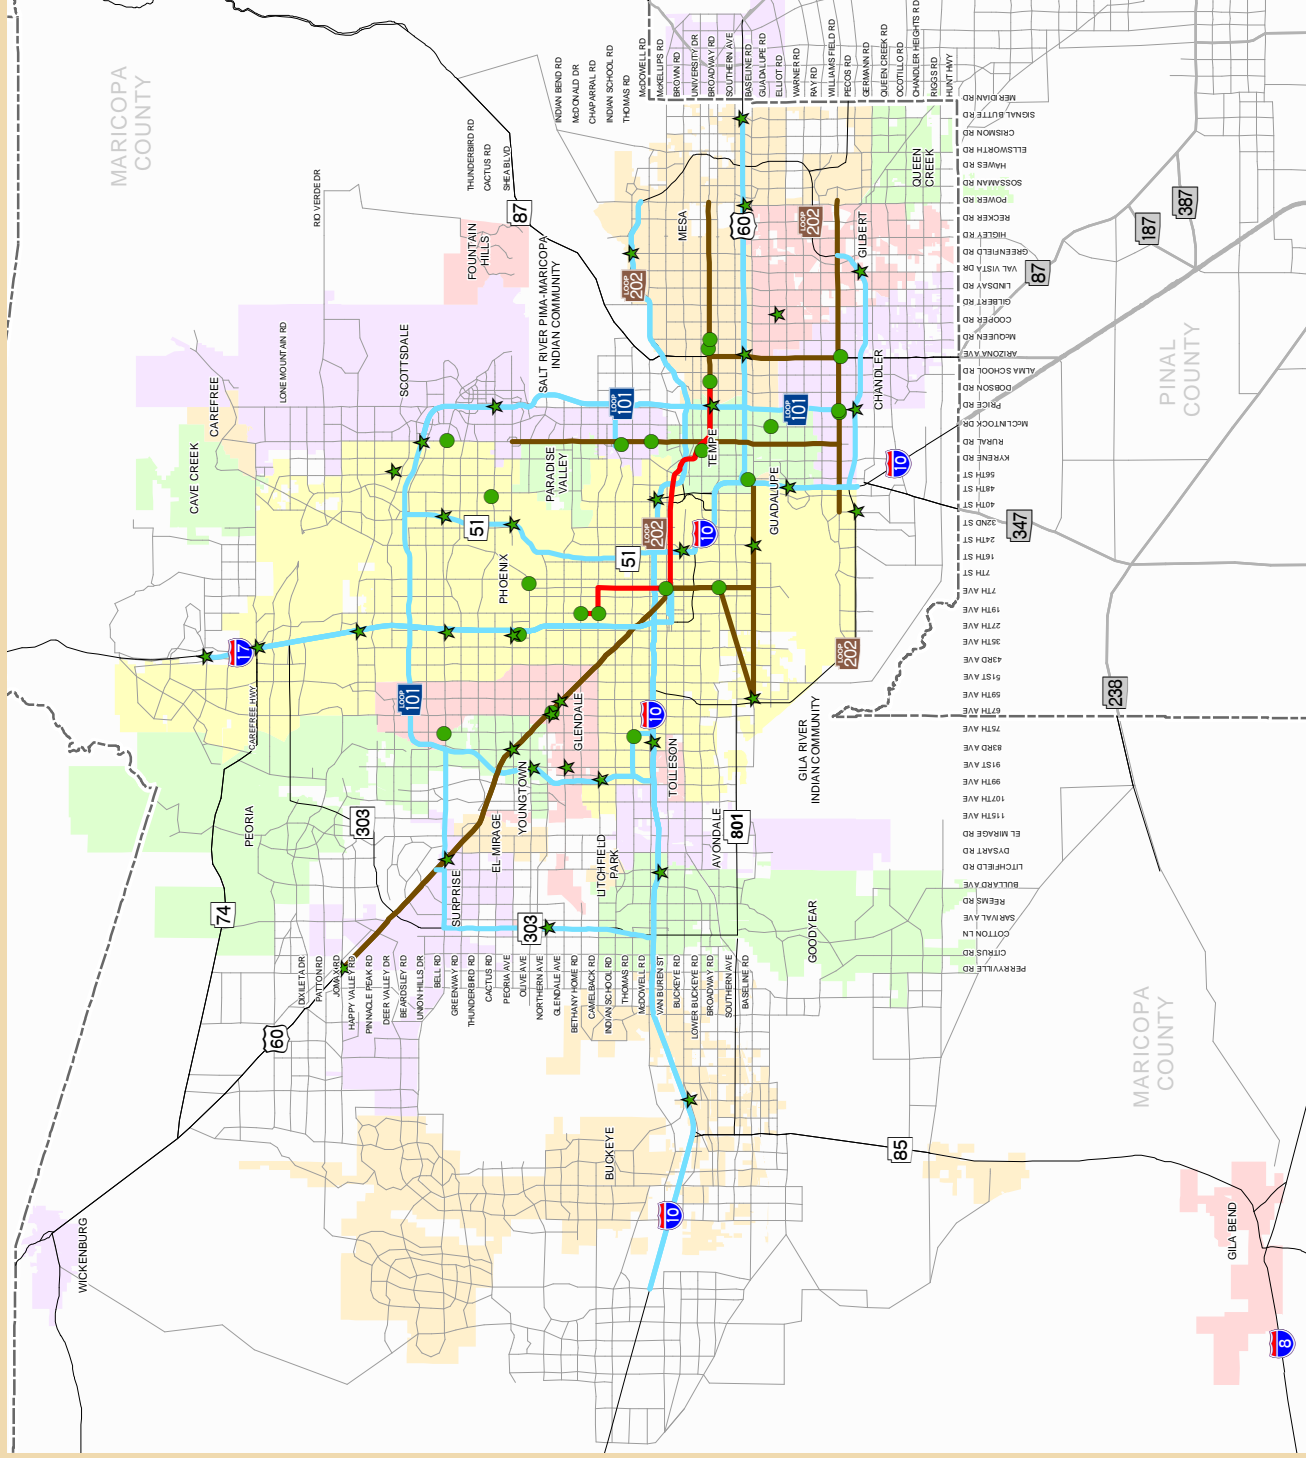 MARICOPA
COUNTY
RIO VERDE DR
THUNDERBIRD RD
CACTUS RD
SHEA BLVD
INDIAN BEND RD
McDONALD DR
CHAPARRAL RD
INDIAN SCHOOL RD
THOMAS RD
McDOWELL RD
McKELLIPS RD
BROWN RD
UNIVERSITY DR
BROADWAY RD
SOUTHERN AVE
BASELINE RD
GUADALUPE RD
ELLIOT RD
WARNER RD
RAY RD
WILLIAMS FIELD RD
PECOS RD
GERMANN RD
QUEEN CREEK RD
OCOTILLO RD
CHANDLER HEIGHTS RD
RIGGS RD
HUNT HWY
MERIDIAN RD
SIGNAL BUTTE RD
CRISMON RD
ELLSWORTH RD
HAWES RD
SOSSAMAN RD
POWER RD
RECKER RD
HIGLEY RD
GREENFIELD RD
VAL VISTA DR
LINDSAY RD
GILBERT RD
COOPER RD
McQUEEN RD
ARIZONA AVE
ALMA SCHOOL RD
DOBSON RD
PRICE RD
McCLINTOCK DR
RURAL RD
KYRENE RD
56TH ST
48TH ST
40TH ST
32ND ST
24TH ST
16TH ST
7TH ST
7TH AVE
19TH AVE
27TH AVE
35TH AVE
43RD AVE
51ST AVE
59TH AVE
67TH AVE
75TH AVE
83RD AVE
91ST AVE
99TH AVE
107TH AVE
115TH AVE
EL MIRAGE RD
DYSART RD
LITCHFIELD RD
BULLARD AVE
REEMS RD
SARIVAL AVE
COTTON LN
CITRUS RD
PERRYVILLE RD
QUEEN
CREEK
87
FOUNTAIN
HILLS
SALT RIVER PIMA-MARICOPA
INDIAN COMMUNITY
MESA
60
LOOP
202
GILBERT
LOOP
202
387
187
87
PINAL
COUNTY
LONE MOUNTAIN RD
SCOTTSDALE
CAREFREE
CAVE CREEK
LOOP
101
LOOP
101
CHANDLER
TEMPE
PARADISE
VALLEY
GUADALUPE
10
51
51
LOOP
202
10
347
PHOENIX
17
LOOP
202
CAREFREE HWY
LOOP
101
GLENDALE
10
TOLLESON
GILA RIVER
INDIAN COMMUNITY
238
PEORIA
303
YOUNGTOWN
EL MIRAGE
LITCHFIELD
PARK
AVONDALE
801
74
SURPRISE
303
GOODYEAR
DIXILETA DR
PATTON RD
JOMAX RD
HAPPY VALLEY RD
PINNACLE PEAK RD
DEER VALLEY DR
BEARDSLEY RD
UNION HILLS DR
BELL RD
GREENWAY RD
THUNDERBIRD RD
CACTUS RD
PEORIA AVE
OLIVE AVE
NORTHERN AVE
GLENDALE AVE
BETHANY HOME RD
CAMELBACK RD
INDIAN SCHOOL RD
THOMAS RD
McDOWELL RD
VAN BUREN ST
BUCKEYE RD
LOWER BUCKEYE RD
BROADWAY RD
SOUTHERN AVE
BASELINE RD
60
MARICOPA
COUNTY
BUCKEYE
85
10
WICKENBURG
GILA BEND
8